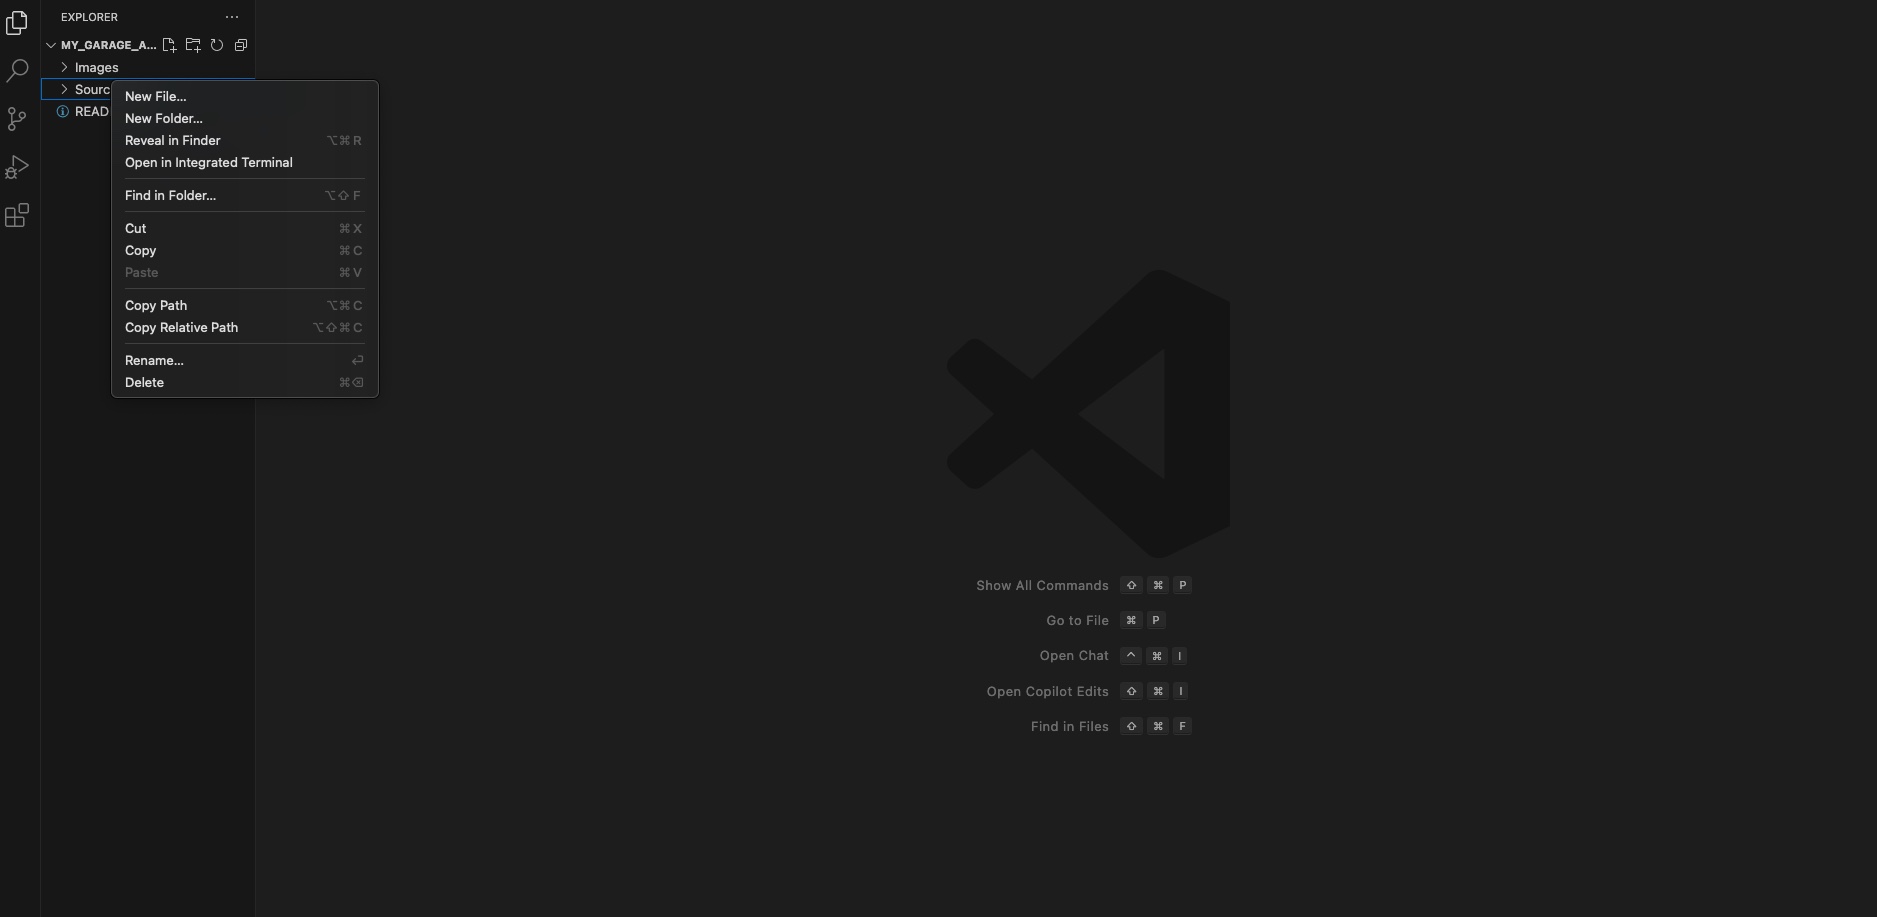 EXPLORER
MY_GARAGE_A...
Images
Sourc
READ
New File...
New Folder...
Reveal in Finder ⌥⌘R
Open in Integrated Terminal
Find in Folder... ⌥⇧F
Cut ⌘X
Copy ⌘C
Paste ⌘V
Copy Path ⌥⌘C
Copy Relative Path ⌥⇧⌘C
Rename... ⏎
Delete ⌘⌫
Show All Commands ⇧ ⌘ P
Go to File ⌘ P
Open Chat ^ ⌘ I
Open Copilot Edits ⇧ ⌘ I
Find in Files ⇧ ⌘ F